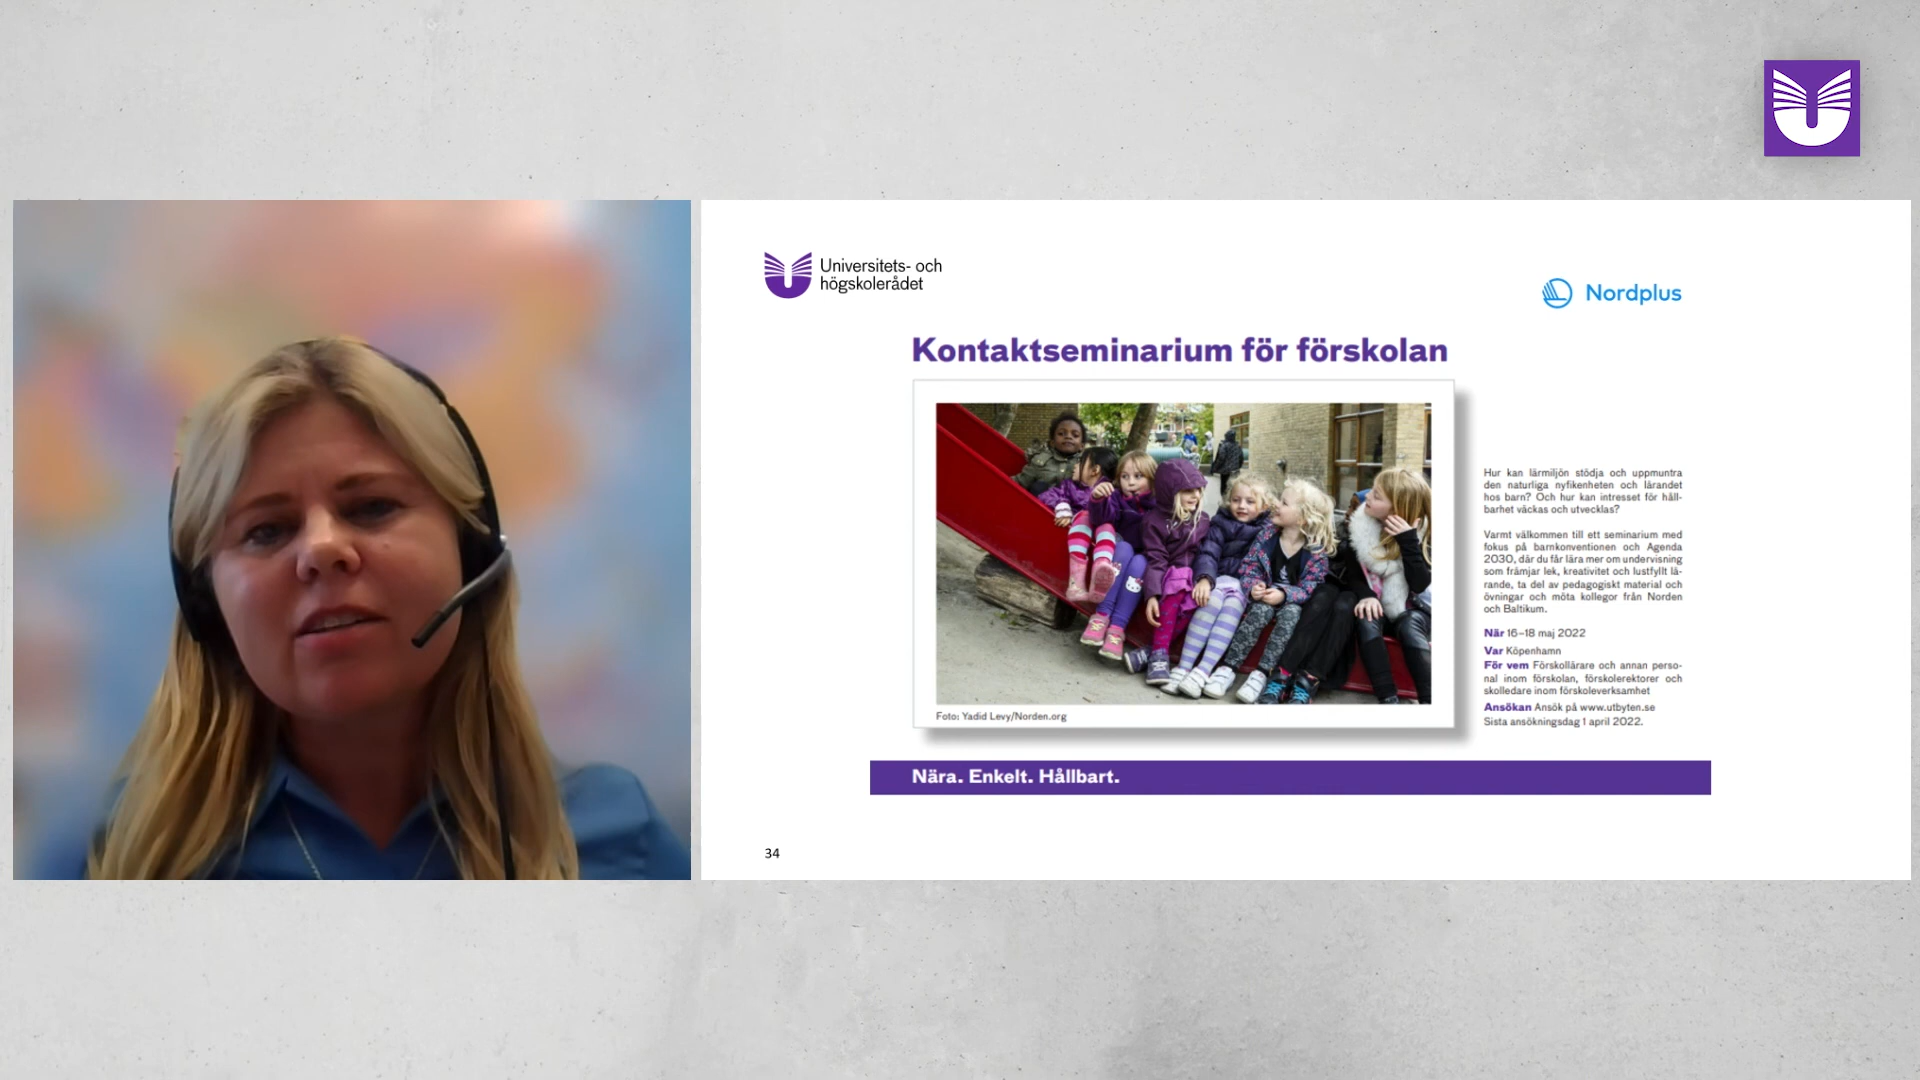 Universitets- och
högskolerådet
Nordplus
Kontaktseminarium för förskolan
Foto: Yadid Levy/Norden.org
Hur kan lärmiljön stödja och uppmuntra
den naturliga nyfikenheten och lärandet
hos barn? Och hur kan intresset för håll-
barhet väckas och utvecklas?
Varmt välkommen till ett seminarium med
fokus på barnkonventionen och Agenda
2030, där du får lära mer om undervisning
som främjar lek, kreativitet och lustfyllt lä-
rande, ta del av pedagogiskt material och
övningar och möta kollegor från Norden
och Baltikum.
När 16–18 maj 2022
Var Köpenhamn
För vem Förskollärare och annan perso-
nal inom förskolan, förskolerektorer och
skolledare inom förskoleverksamhet
Ansökan Ansök på www.utbyten.se
Sista ansökningsdag 1 april 2022.
Nära. Enkelt. Hållbart.
34